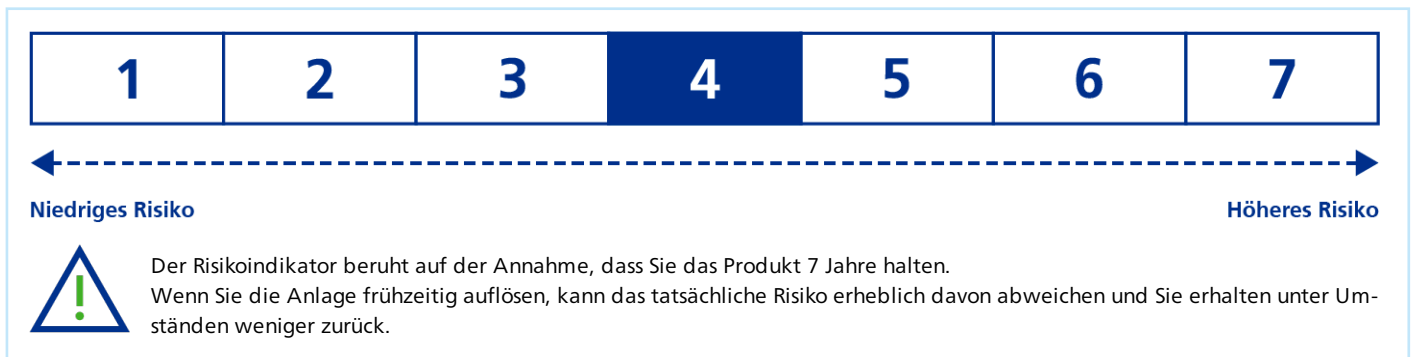 1 2 3 4 5 6 7
Niedriges Risiko Höheres Risiko
Der Risikoindikator beruht auf der Annahme, dass Sie das Produkt 7 Jahre halten.
Wenn Sie die Anlage frühzeitig auflösen, kann das tatsächliche Risiko erheblich davon abweichen und Sie erhalten unter Um-
ständen weniger zurück.